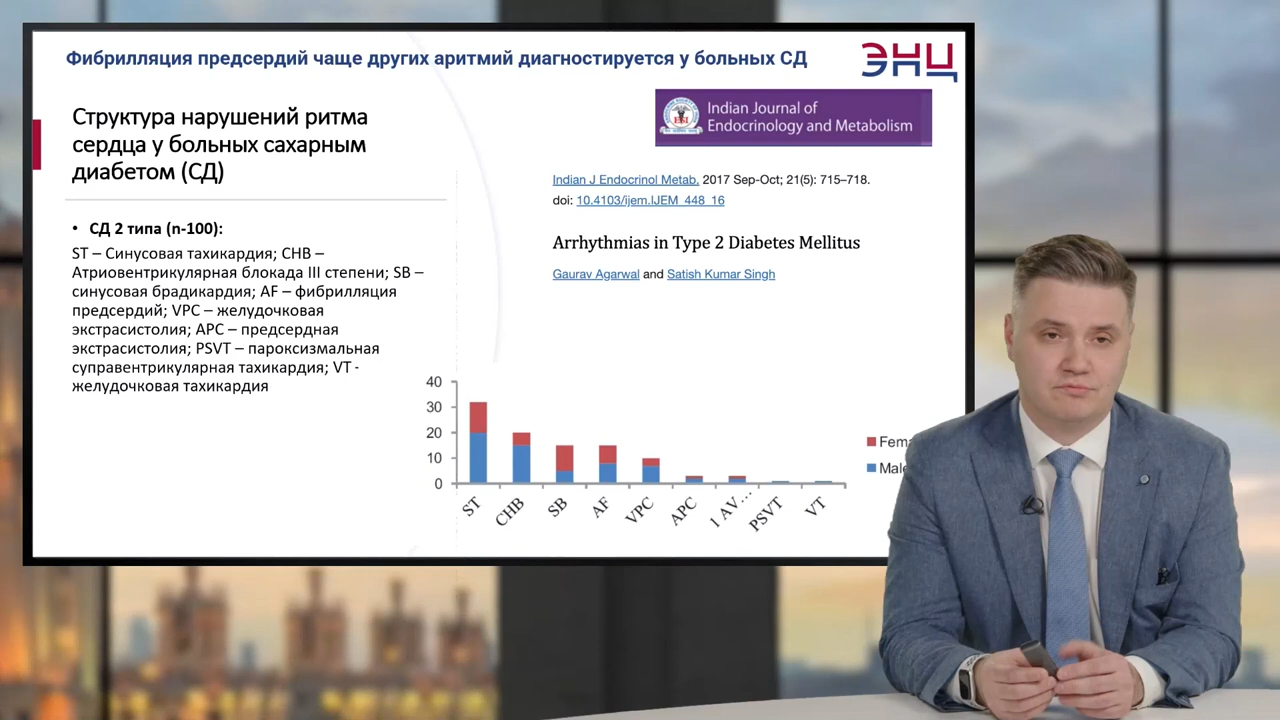 Фибрилляция предсердий чаще других аритмий диагностируется у больных СД
ЭНЦ
Структура нарушений ритма
сердца у больных сахарным
диабетом (СД)
• СД 2 типа (n-100):
ST – Синусовая тахикардия; CHB –
Атриовентрикулярная блокада III степени; SB –
синусовая брадикардия; AF – фибрилляция
предсердий; VPC – желудочковая
экстрасистолия; APC – предсердная
экстрасистолия; PSVT – пароксизмальная
суправентрикулярная тахикардия; VT -
желудочковая тахикардия
Indian Journal of
Endocrinology and Metabolism
Indian J Endocrinol Metab. 2017 Sep-Oct; 21(5): 715–718.
doi: 10.4103/ijem.IJEM_448_16
Arrhythmias in Type 2 Diabetes Mellitus
Gaurav Agarwal and Satish Kumar Singh
40
30
20
10
0
ST CHB SB AF VPC APC 1 AV... PSVT VT
Fema
Male